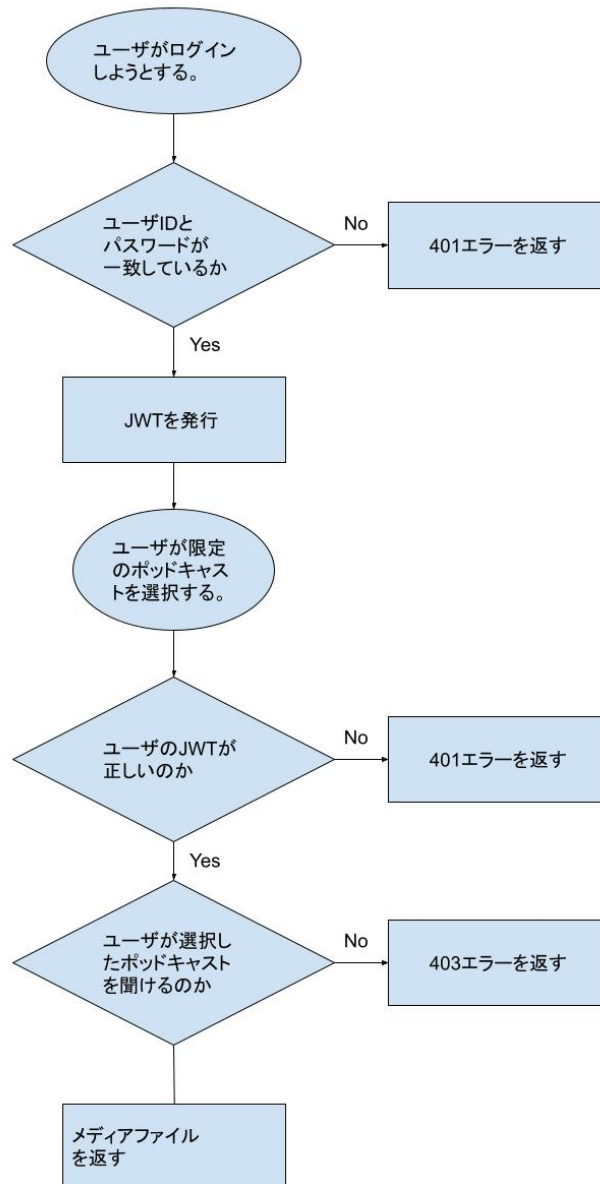 ユーザがログイン
しようとする。
ユーザIDと
パスワードが
一致しているか
No
401エラーを返す
Yes
JWTを発行
ユーザが限定
のポッドキャス
トを選択する。
ユーザのJWTが
正しいのか
No
401エラーを返す
Yes
ユーザが選択し
たポッドキャスト
を聞けるのか
No
403エラーを返す
メディアファイル
を返す